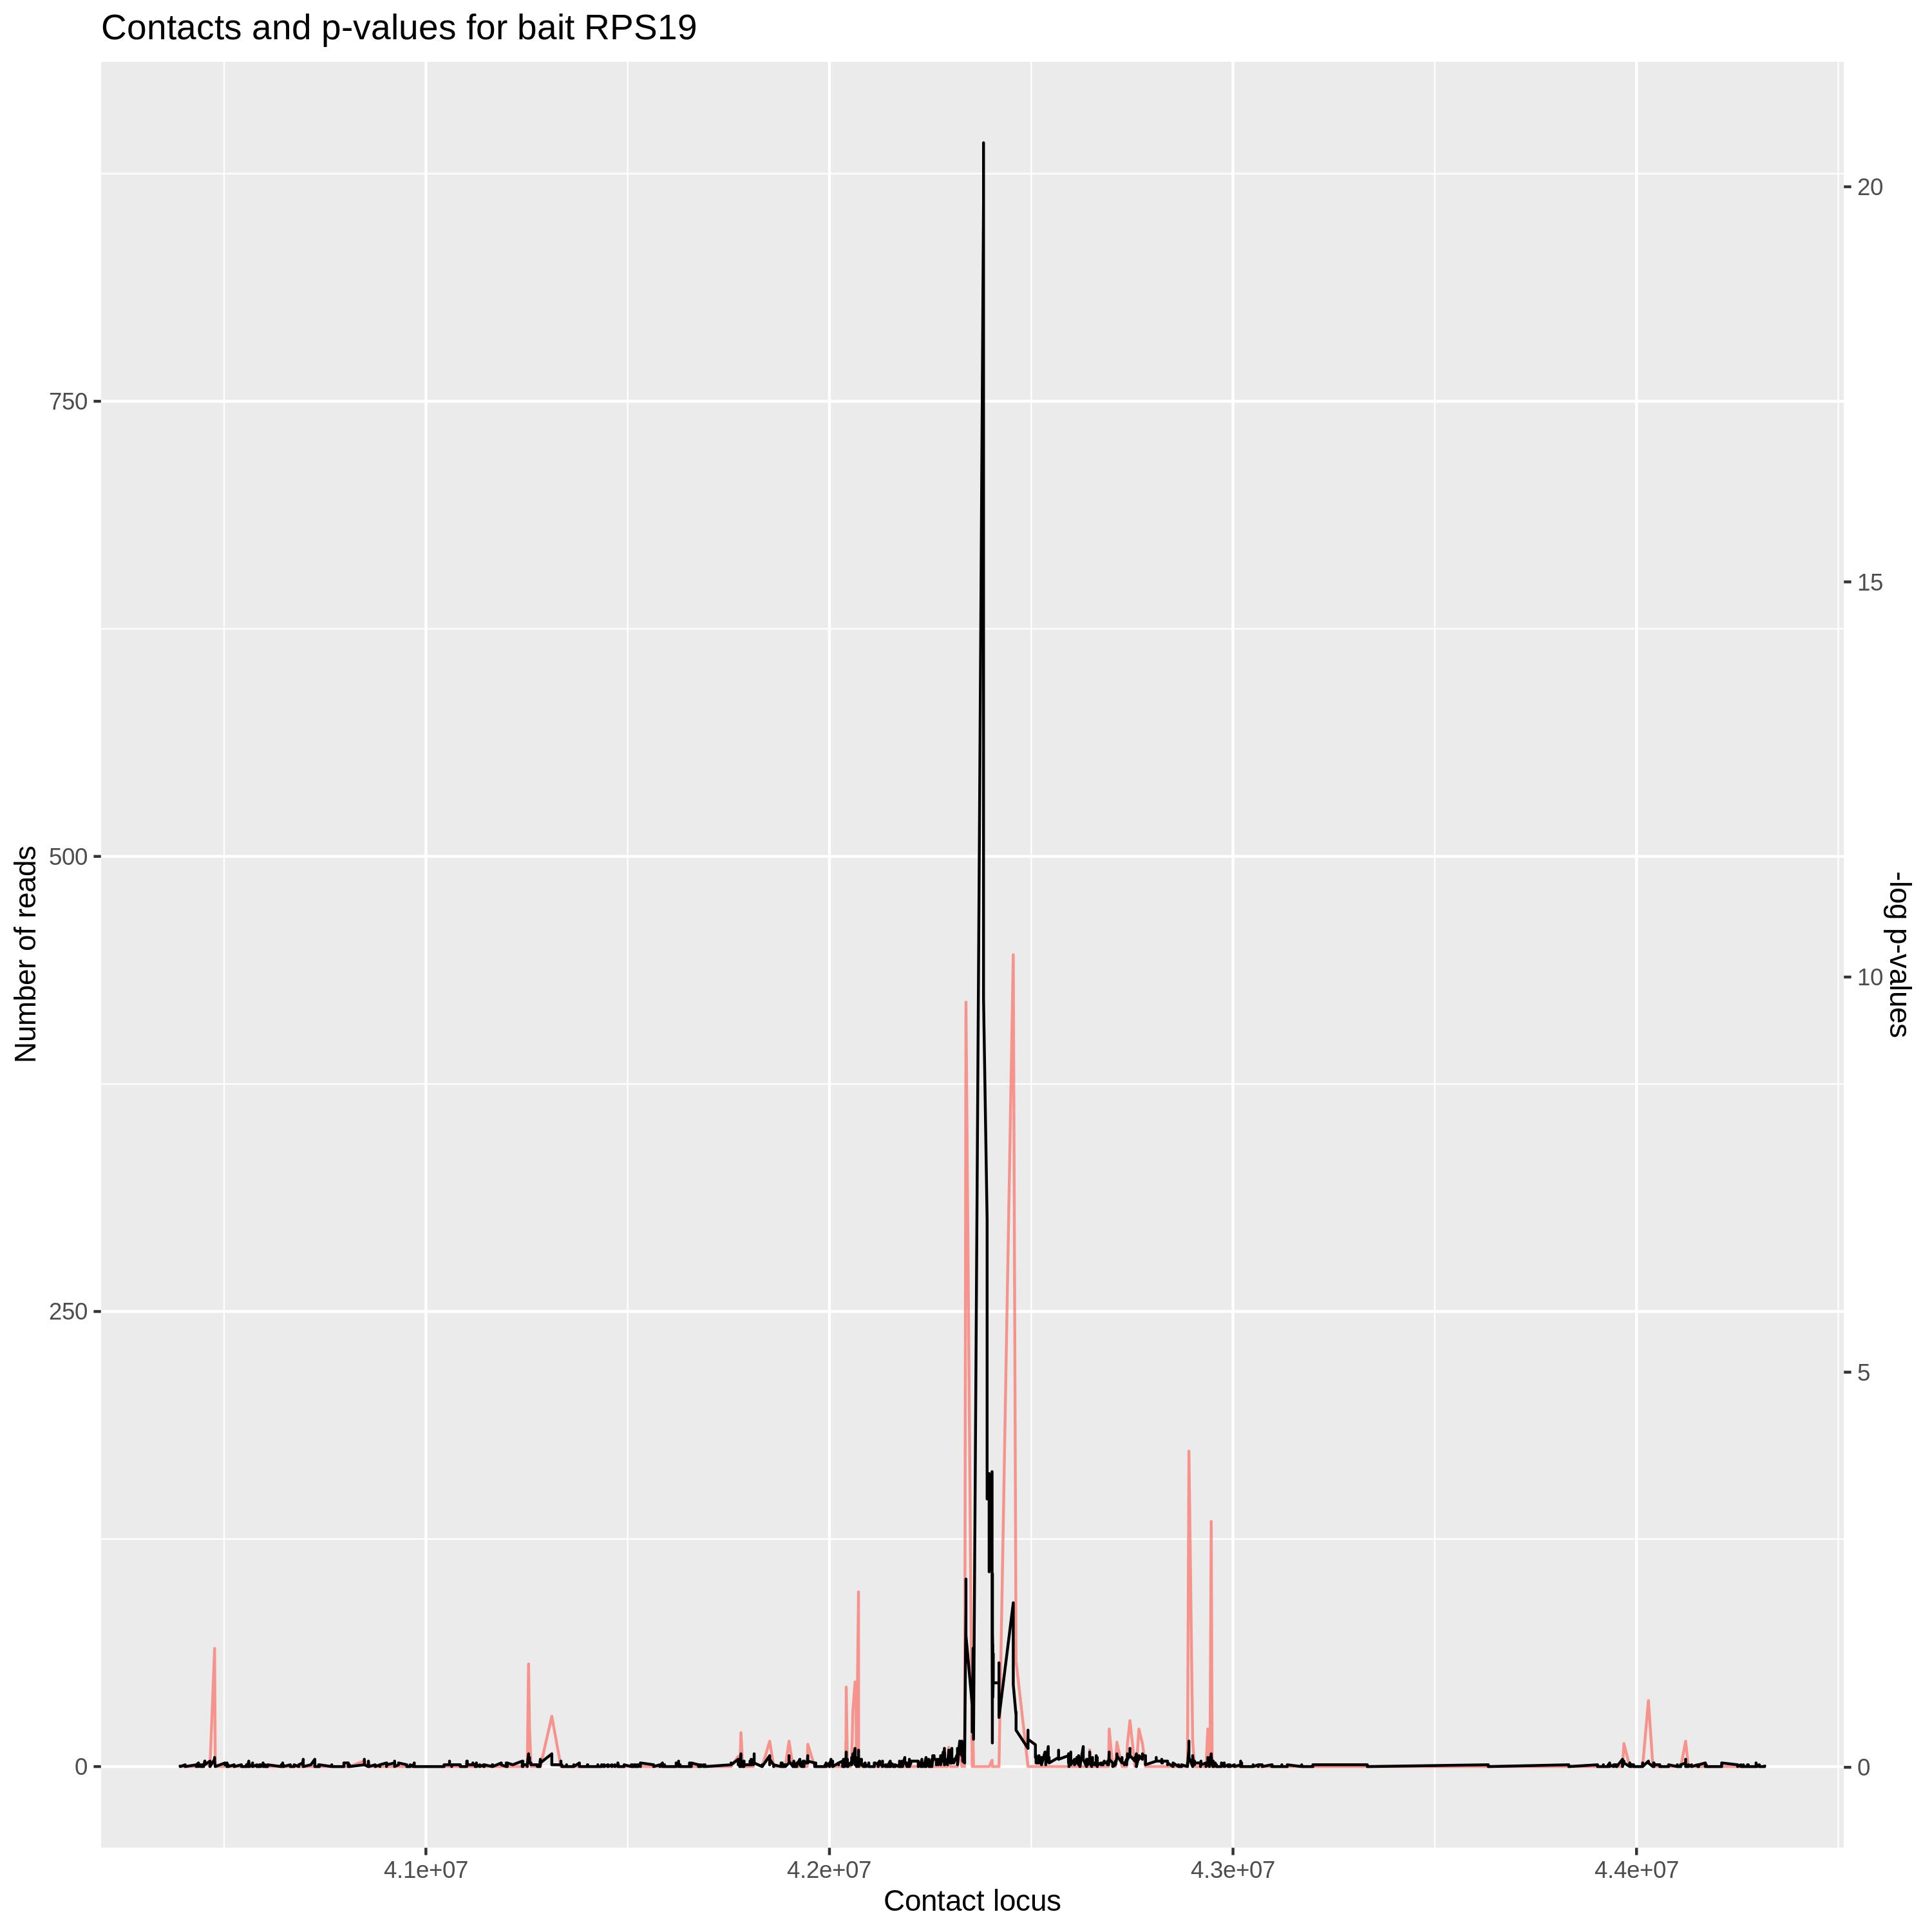 Contacts and p-values for bait RPS19
Number of reads
750
500
250
0
20
15
10
5
0
-log p-values
4.1e+07 4.2e+07 4.3e+07 4.4e+07
Contact locus